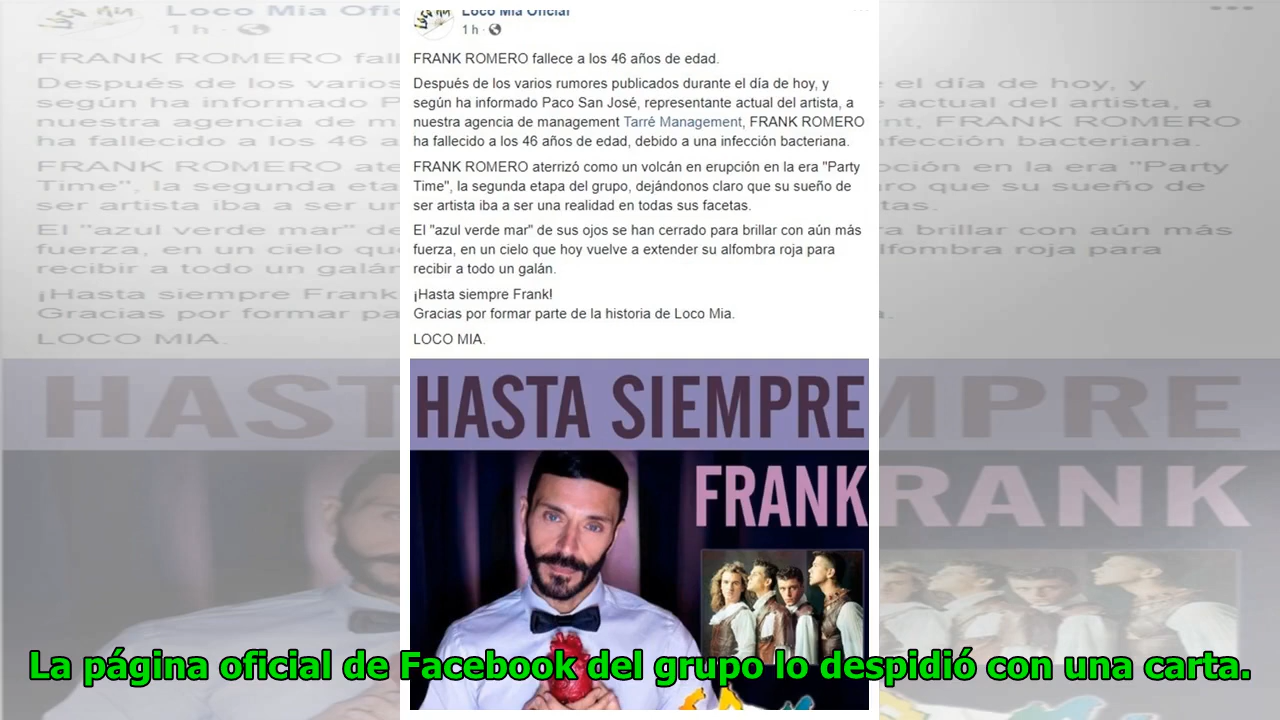 Loco Mia Oficial
1 h ·
FRANK ROMERO fallece a los 46 años de edad.
Después de los varios rumores publicados durante el día de hoy, y
según ha informado Paco San José, representante actual del artista, a
nuestra agencia de management Tarré Management, FRANK ROMERO
ha fallecido a los 46 años de edad, debido a una infección bacteriana.
FRANK ROMERO aterrizó como un volcán en erupción en la era "Party
Time", la segunda etapa del grupo, dejándonos claro que su sueño de
ser artista iba a ser una realidad en todas sus facetas.
El "azul verde mar" de sus ojos se han cerrado para brillar con aún más
fuerza, en un cielo que hoy vuelve a extender su alfombra roja para
recibir a todo un galán.
¡Hasta siempre Frank!
Gracias por formar parte de la historia de Loco Mia.
LOCO MIA.
HASTA SIEMPRE
FRANK
La página oficial de Facebook del grupo lo despidió con una carta.